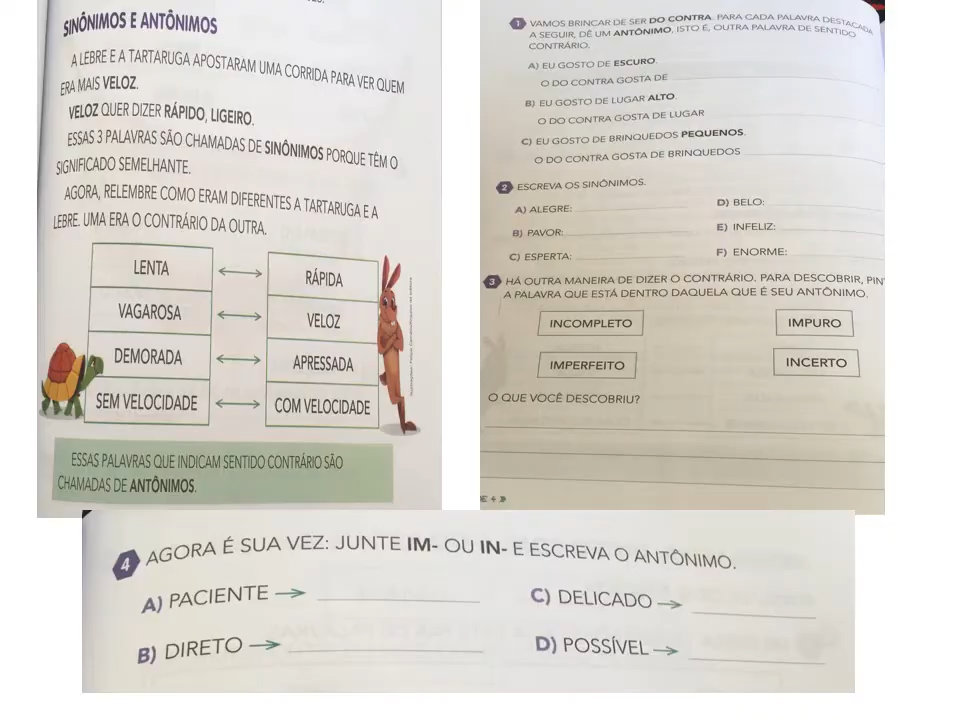 SINÔNIMOS E ANTÔNIMOS
A LEBRE E A TARTARUGA APOSTARAM UMA CORRIDA PARA VER QUEM
ERA MAIS VELOZ.
VELOZ QUER DIZER RÁPIDO, LIGEIRO.
ESSAS 3 PALAVRAS SÃO CHAMADAS DE SINÔNIMOS PORQUE TÊM O
SIGNIFICADO SEMELHANTE.
AGORA, RELEMBRE COMO ERAM DIFERENTES A TARTARUGA E A
LEBRE. UMA ERA O CONTRÁRIO DA OUTRA.
LENTA RÁPIDA
VAGAROSA VELOZ
DEMORADA APRESSADA
SEM VELOCIDADE COM VELOCIDADE
ESSAS PALAVRAS QUE INDICAM SENTIDO CONTRÁRIO SÃO
CHAMADAS DE ANTÔNIMOS.
1 VAMOS BRINCAR DE SER DO CONTRA. PARA CADA PALAVRA DESTACADA
A SEGUIR, DÊ UM ANTÔNIMO, ISTO É, OUTRA PALAVRA DE SENTIDO
CONTRÁRIO.
A) EU GOSTO DE ESCURO.
O DO CONTRA GOSTA DE
B) EU GOSTO DE LUGAR ALTO.
O DO CONTRA GOSTA DE LUGAR
C) EU GOSTO DE BRINQUEDOS PEQUENOS.
O DO CONTRA GOSTA DE BRINQUEDOS
2 ESCREVA OS SINÔNIMOS.
A) ALEGRE: D) BELO:
B) PAVOR: E) INFELIZ:
C) ESPERTA: F) ENORME:
3 HÁ OUTRA MANEIRA DE DIZER O CONTRÁRIO. PARA DESCOBRIR, PIN
A PALAVRA QUE ESTÁ DENTRO DAQUELA QUE É SEU ANTÔNIMO.
INCOMPLETO IMPURO
IMPERFEITO INCERTO
O QUE VOCÊ DESCOBRIU?
4 AGORA É SUA VEZ: JUNTE IM- OU IN- E ESCREVA O ANTÔNIMO.
A) PACIENTE → C) DELICADO →
B) DIRETO → D) POSSÍVEL →